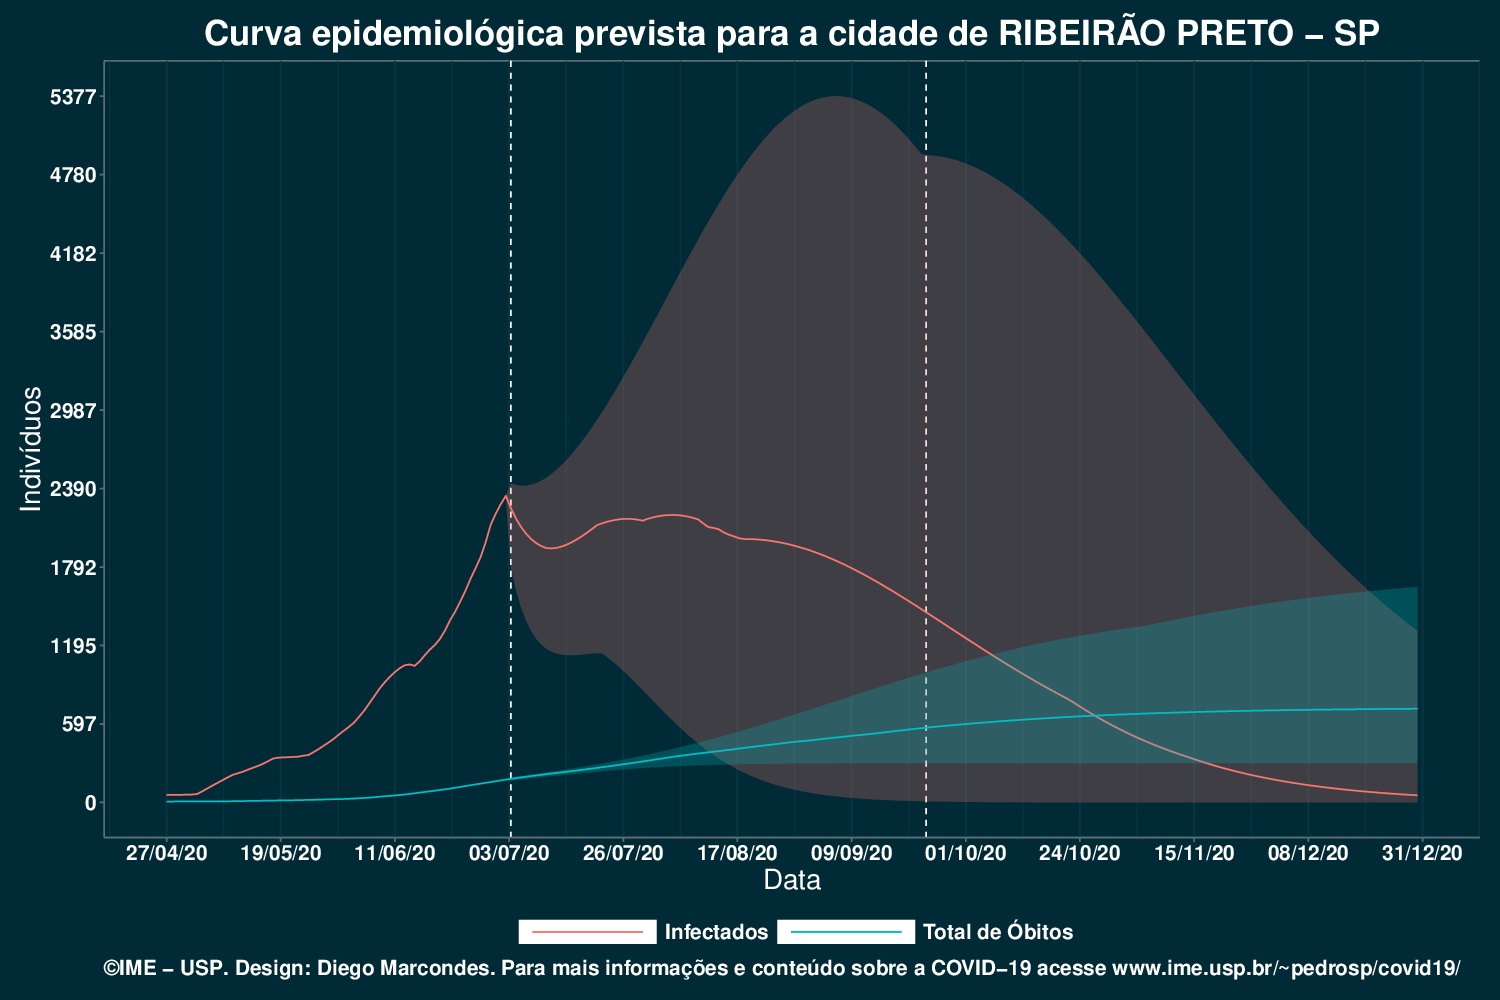 Curva epidemiológica prevista para a cidade de RIBEIRÃO PRETO – SP
Indivíduos
5377
4780
4182
3585
2987
2390
1792
1195
597
0
27/04/20 19/05/20 11/06/20 03/07/20 26/07/20 17/08/20 09/09/20 01/10/20 24/10/20 15/11/20 08/12/20 31/12/20
Data
Infectados Total de Óbitos
©IME – USP. Design: Diego Marcondes. Para mais informações e conteúdo sobre a COVID–19 acesse www.ime.usp.br/~pedrosp/covid19/